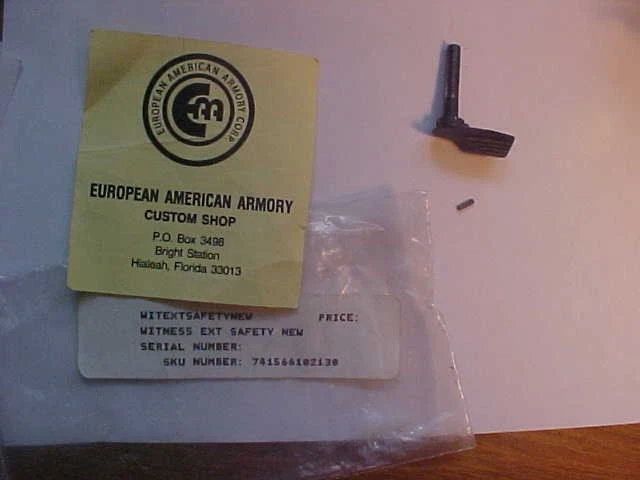 EUROPEAN AMERICAN ARMORY CORP.
EUROPEAN AMERICAN ARMORY
CUSTOM SHOP
P.O. Box 3498
Bright Station
Hialeah, Florida 33013
WITEXTSAFETYNEW PRICE:
WITNESS EXT SAFETY NEW
SERIAL NUMBER:
SKU NUMBER: 741566102130